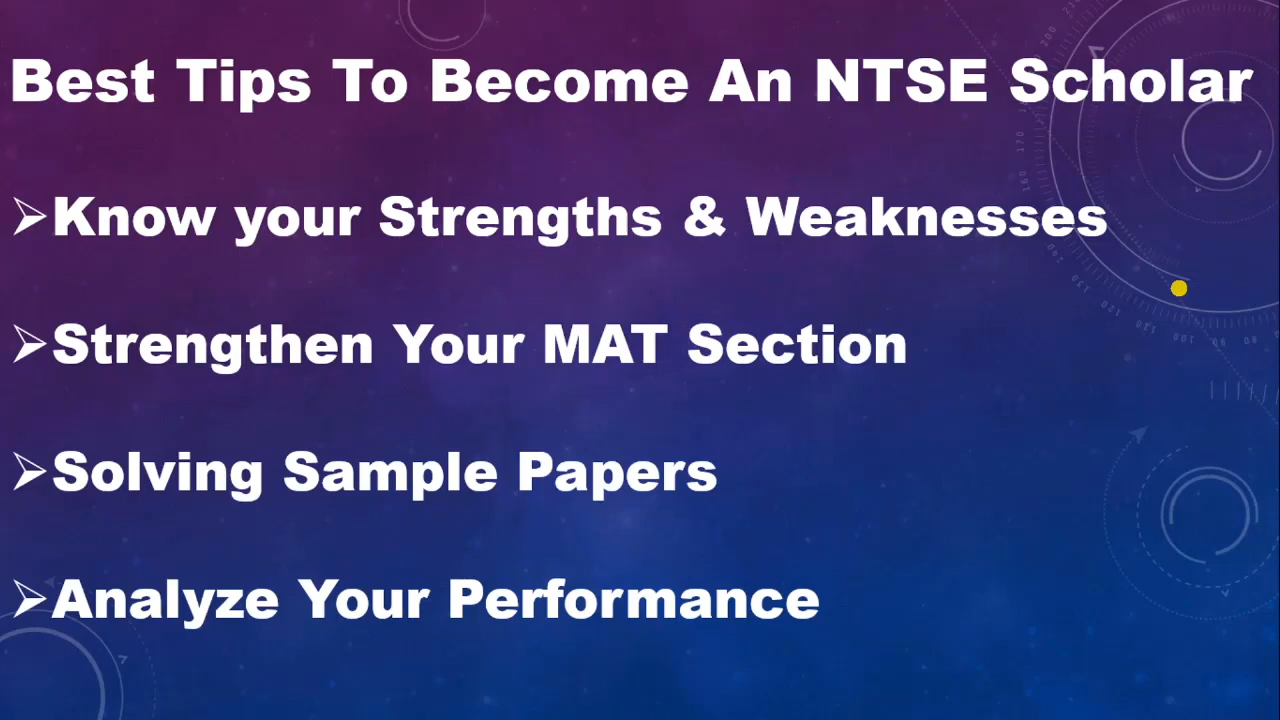 Best Tips To Become An NTSE Scholar
➢Know your Strengths & Weaknesses
➢Strengthen Your MAT Section
➢Solving Sample Papers
➢Analyze Your Performance